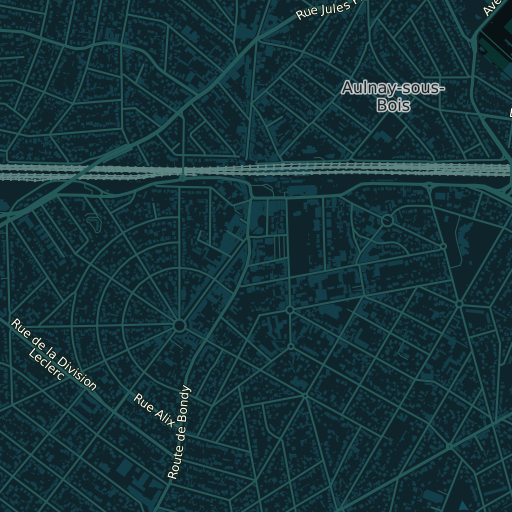 Rue Jules
Aulnay-sous-
Bois
Rue de la Division
Leclerc
Rue Alix
Route de Bondy